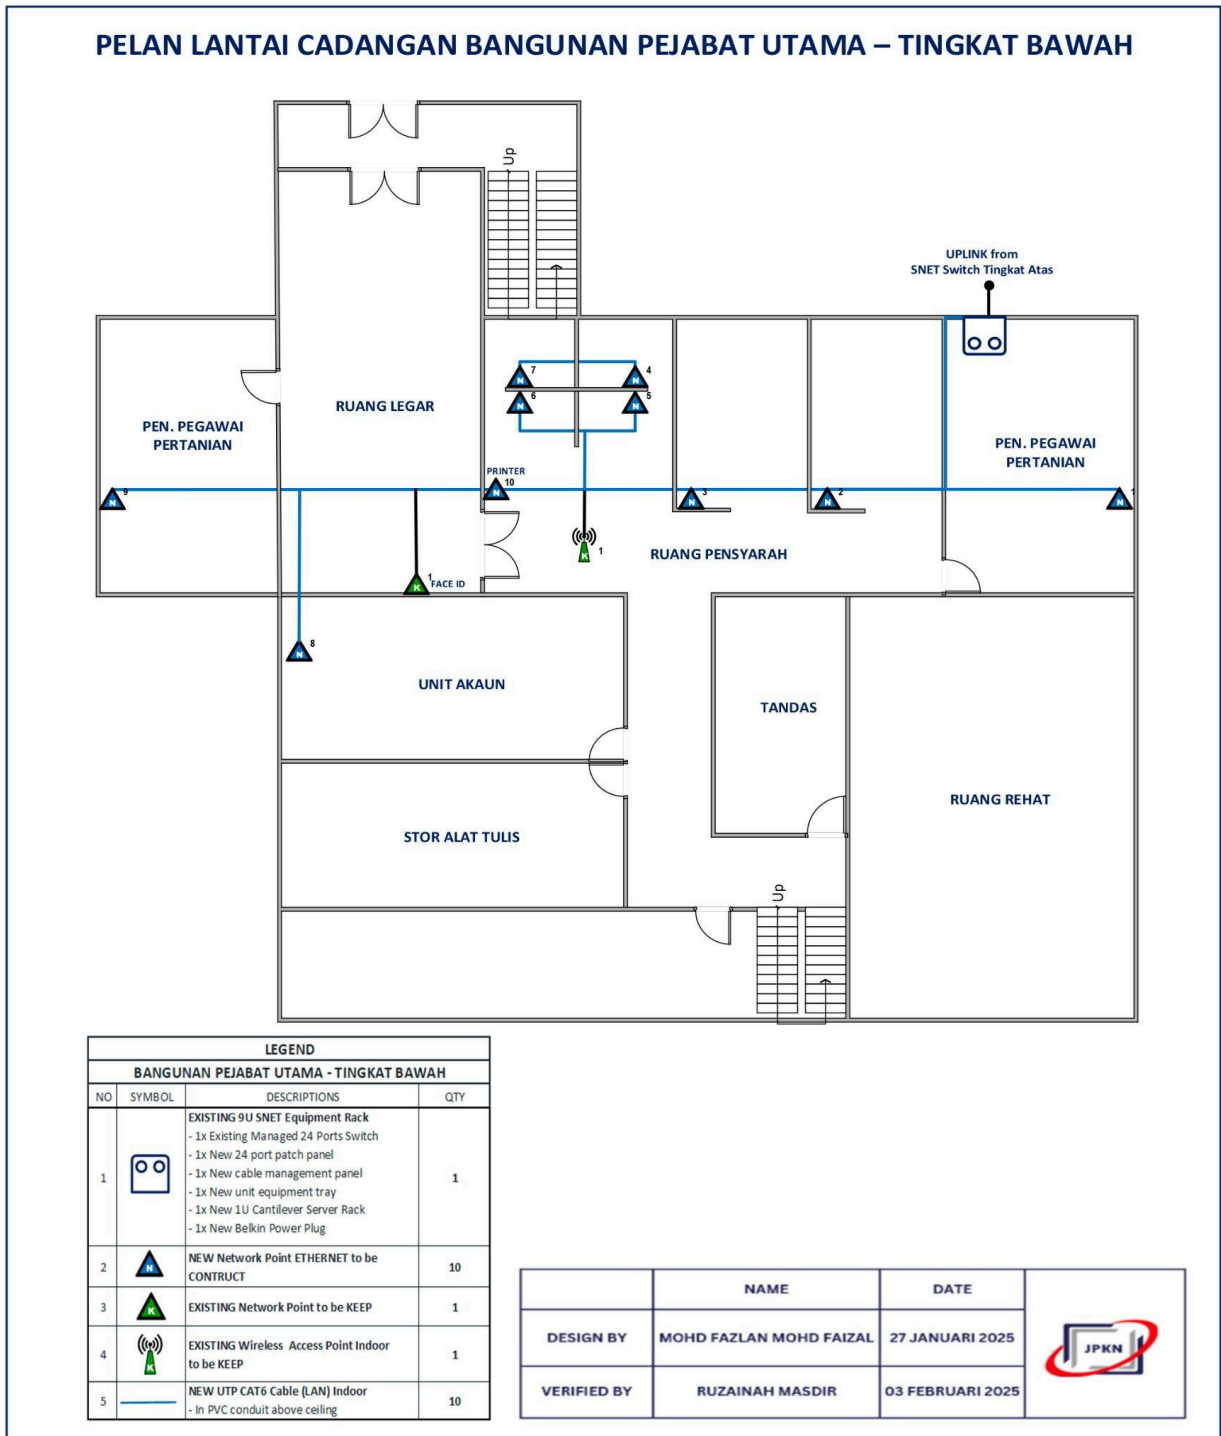 PELAN LANTAI CADANGAN BANGUNAN PEJABAT UTAMA – TINGKAT BAWAH
Up
UPLINK from
SNET Switch Tingkat Atas
7
4
N
N
6
5
N
N
RUANG LEGAR
PEN. PEGAWAI
PERTANIAN
PEN. PEGAWAI
PERTANIAN
PRINTER
9
N
10
N
3
N
2
N
1
N
K
1
RUANG PENSYARAH
1
FACE ID
K
8
N
UNIT AKAUN
TANDAS
RUANG REHAT
STOR ALAT TULIS
Up
LEGEND
BANGUNAN PEJABAT UTAMA - TINGKAT BAWAH
NO SYMBOL DESCRIPTIONS QTY
EXISTING 9U SNET Equipment Rack
- 1x Existing Managed 24 Ports Switch
- 1x New 24 port patch panel
- 1x New cable management panel
1 1
- 1x New unit equipment tray
- 1x New 1U Cantilever Server Rack
- 1x New Belkin Power Plug
NEW Network Point ETHERNET to be
2 N 10
CONTRUCT
3 K EXISTING Network Point to be KEEP 1
EXISTING Wireless Access Point Indoor
4 K 1
to be KEEP
NEW UTP CAT6 Cable (LAN) Indoor
5 10
- In PVC conduit above ceiling
NAME DATE
DESIGN BY MOHD FAZLAN MOHD FAIZAL 27 JANUARI 2025
JPKN
VERIFIED BY RUZAINAH MASDIR 03 FEBRUARI 2025